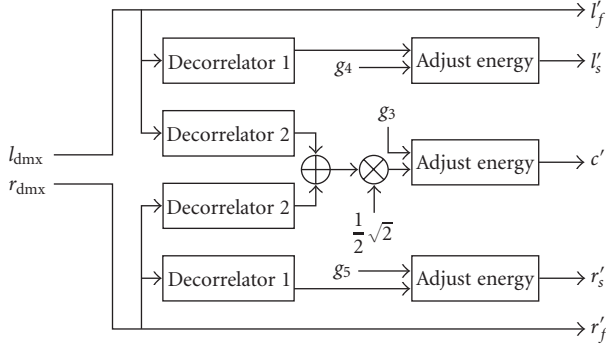 l′f
Decorrelator 1
g4
Adjust energy
l′s
Decorrelator 2
g3
ldmx
rdmx
Adjust energy
c′
Decorrelator 2
1/2 √2
Decorrelator 1
g5
Adjust energy
r′s
r′f